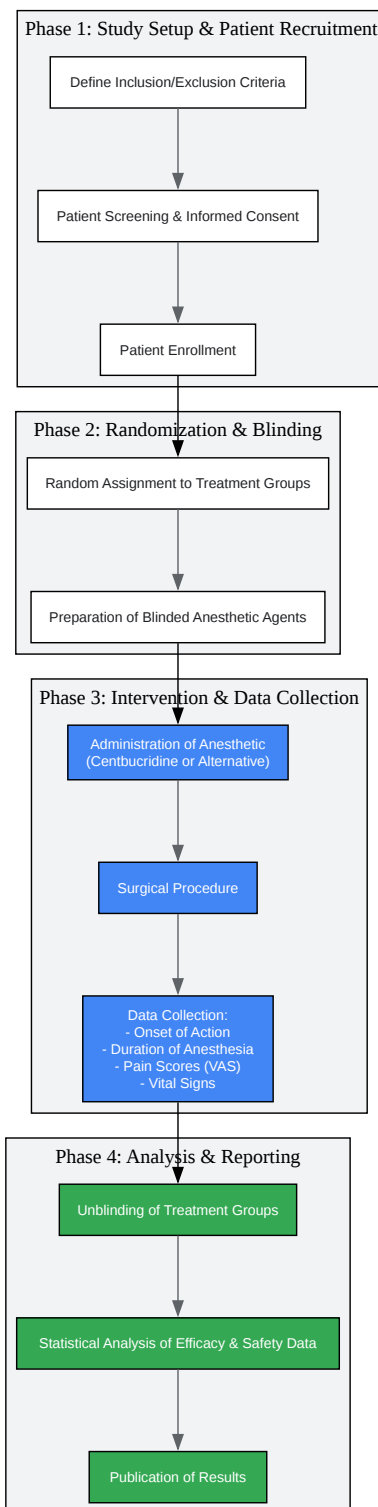 Phase 1: Study Setup & Patient Recruitment
Define Inclusion/Exclusion Criteria
Patient Screening & Informed Consent
Patient Enrollment
Phase 2: Randomization & Blinding
Random Assignment to Treatment Groups
Preparation of Blinded Anesthetic Agents
Phase 3: Intervention & Data Collection
Administration of Anesthetic
(Centbucridine or Alternative)
Surgical Procedure
Data Collection:
- Onset of Action
- Duration of Anesthesia
- Pain Scores (VAS)
- Vital Signs
Phase 4: Analysis & Reporting
Unblinding of Treatment Groups
Statistical Analysis of Efficacy & Safety Data
Publication of Results